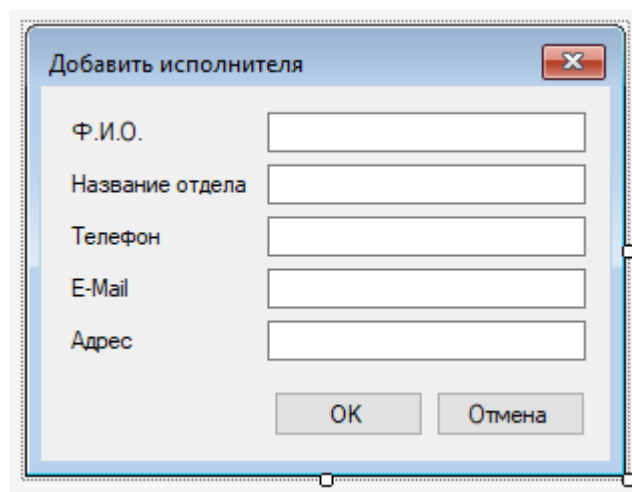 Добавить исполнителя
Ф.И.О.
Название отдела
Телефон
E-Mail
Адрес
OK Отмена